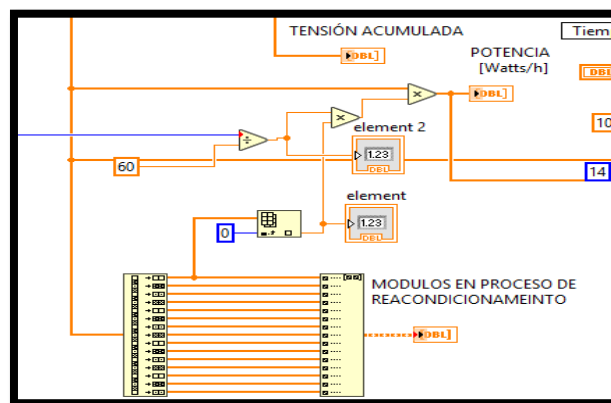 TENSIÓN ACUMULADA
Tiem
DBL]
POTENCIA
[Watts/h]
DBL
DBL]
10
element 2
60
1.23
DBL
14
element
0
1.23
DBL
MODULOS EN PROCESO DE
REACONDICIONAMEINTO
DBL]